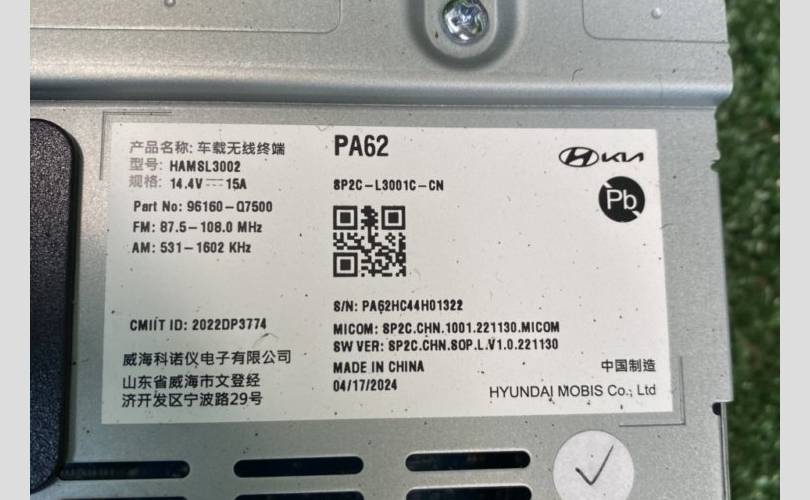 产品名称: 车载无线终端
型号: HAMSL3002
规格: 14.4V⎓15A
Part No: 96160-Q7500
FM: 87.5-108.0 MHz
AM: 531-1602 KHz
CMIIT ID: 2022DP3774
威海科诺仪电子有限公司
山东省威海市文登经
济开发区宁波路29号
PA62
SP2C-L3001C-CN
S/N: PA62HC44H01322
MICOM: SP2C.CHN.1001.221130.MICOM
SW VER: SP2C.CHN.SOP.L.V1.0.221130
MADE IN CHINA
04/17/2024
KIA
Pb
中国制造
HYUNDAI MOBIS Co., Ltd